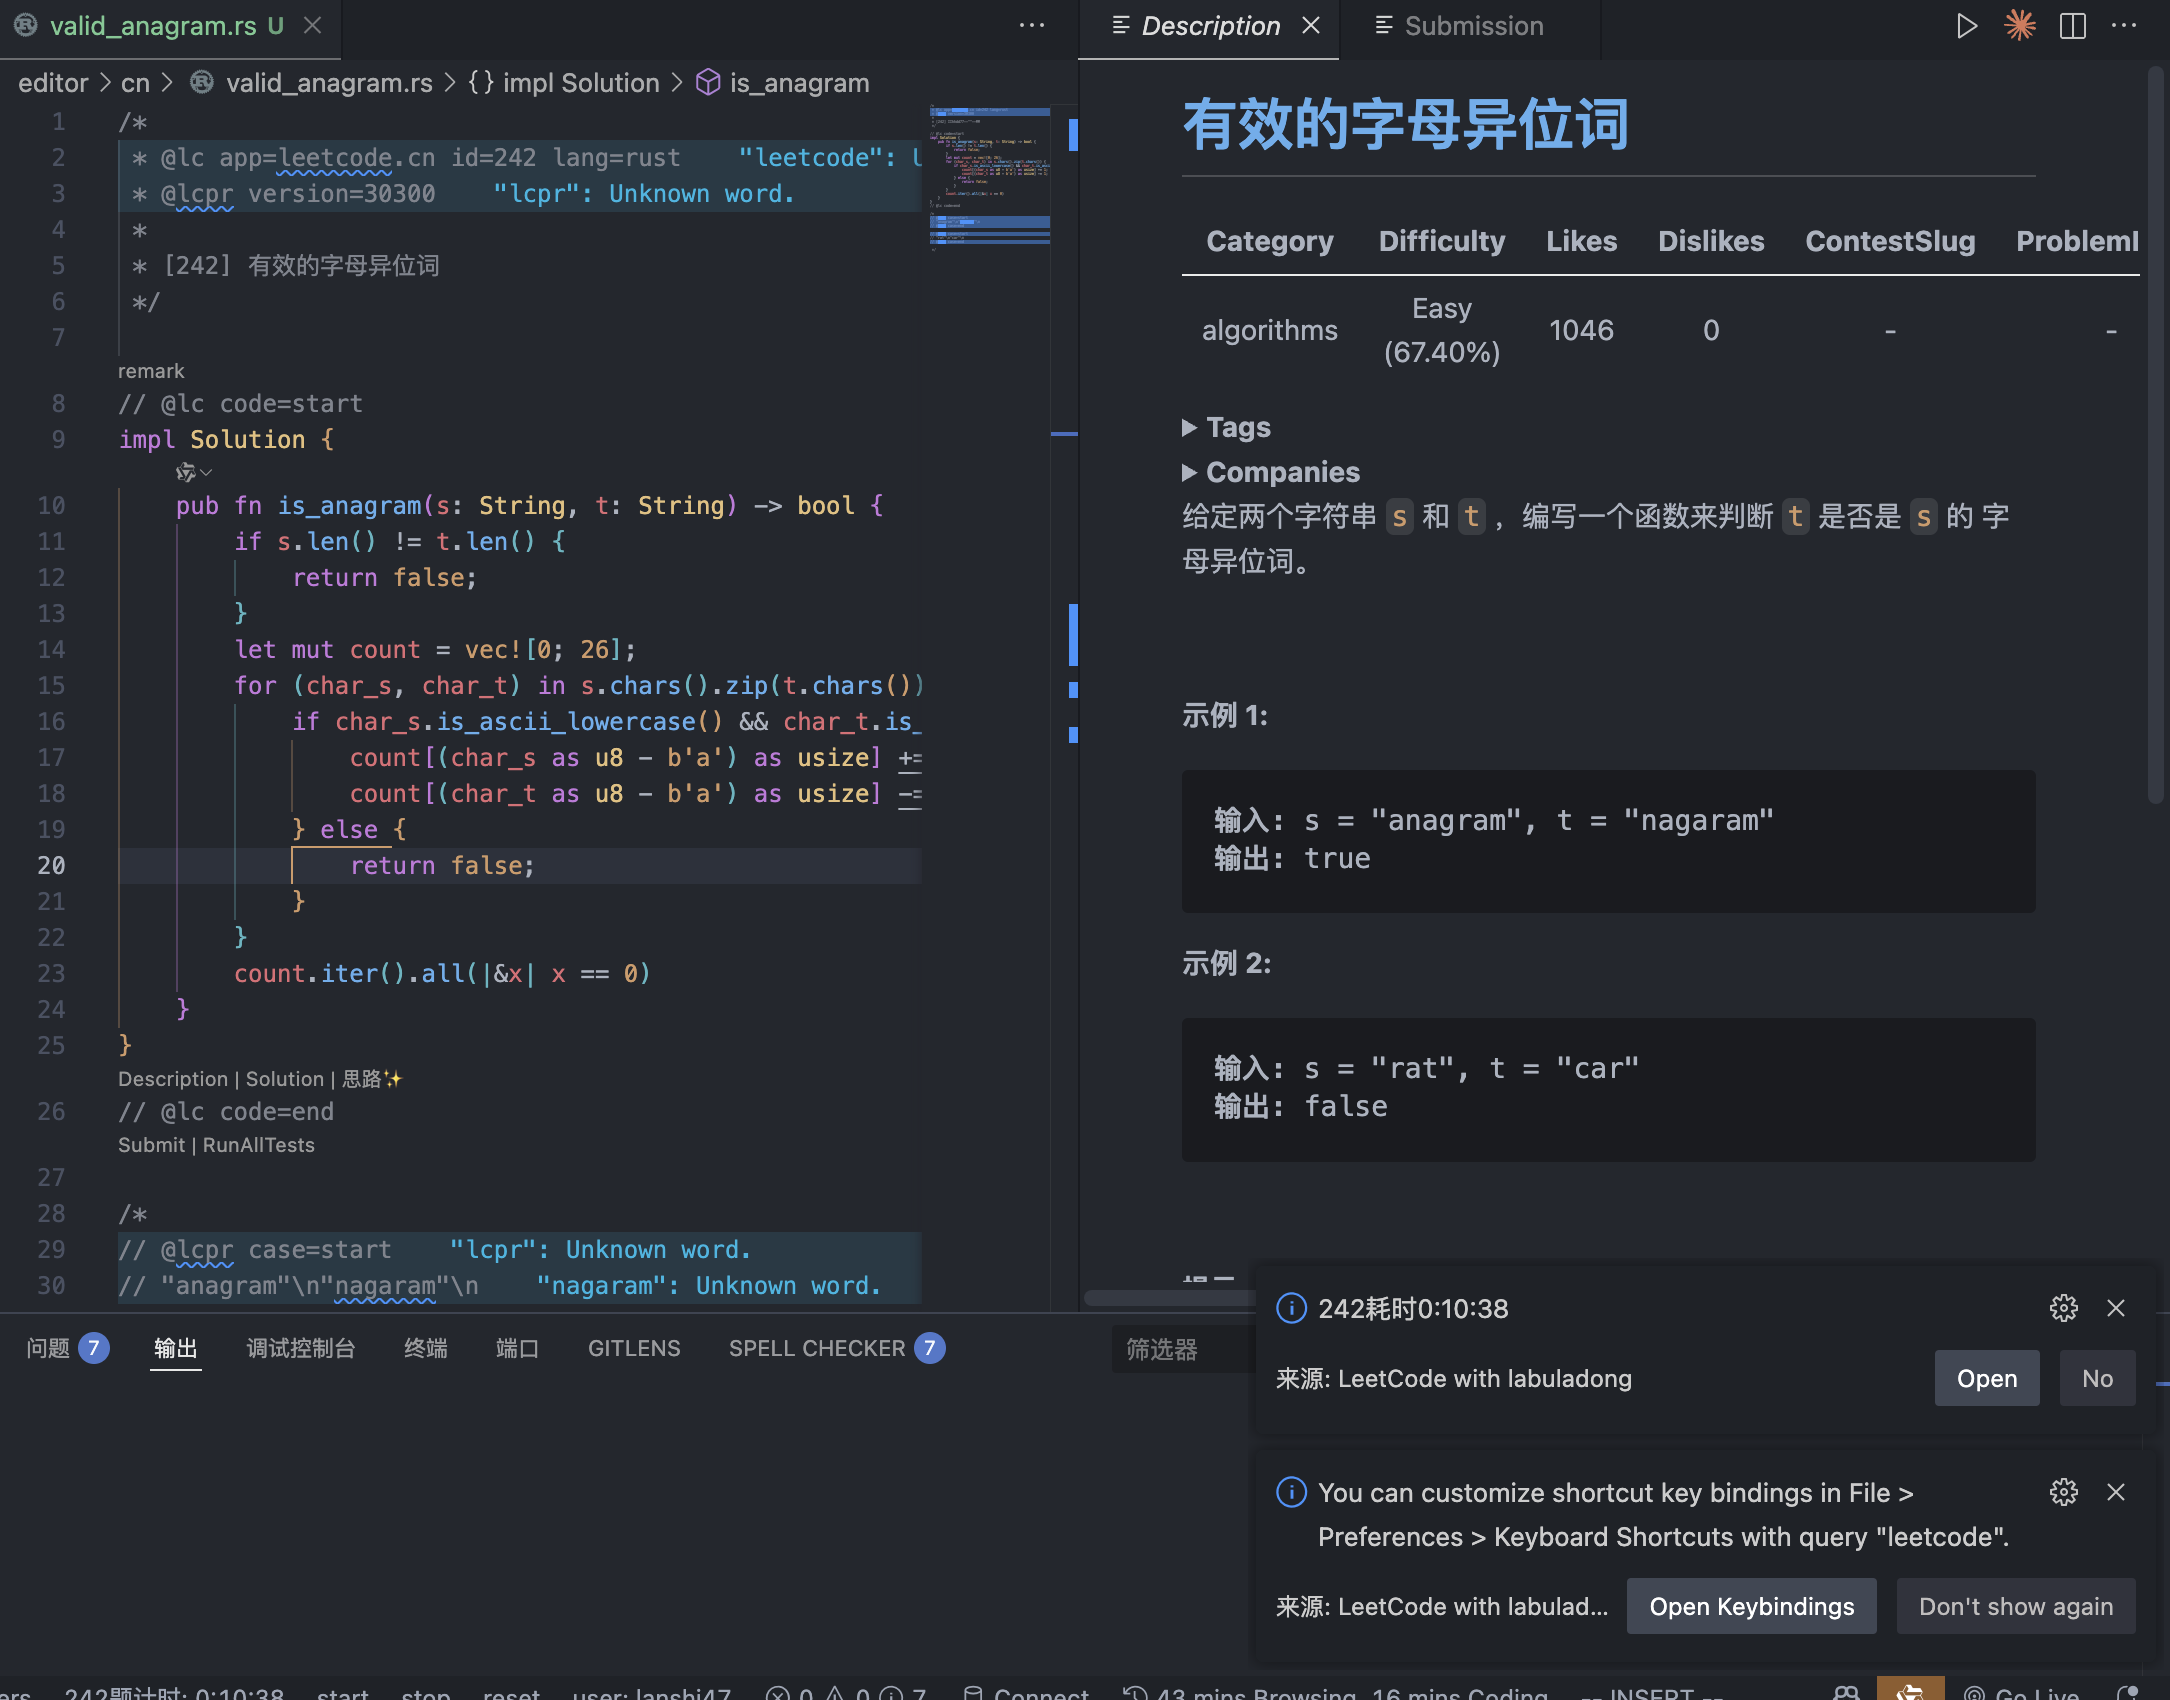 valid_anagram.rs U
Description
Submission
editor > cn > valid_anagram.rs > {} impl Solution > is_anagram
1 /*
2 * @lc app=leetcode.cn id=242 lang=rust "leetcode":
3 * @lcpr version=30300 "lcpr": Unknown word.
4 *
5 * [242] 有效的字母异位词
6 */
7
remark
8 // @lc code=start
9 impl Solution {
10 pub fn is_anagram(s: String, t: String) -> bool {
11 if s.len() != t.len() {
12 return false;
13 }
14 let mut count = vec![0; 26];
15 for (char_s, char_t) in s.chars().zip(t.chars())
16 if char_s.is_ascii_lowercase() && char_t.is_
17 count[(char_s as u8 - b'a') as usize] +=
18 count[(char_t as u8 - b'a') as usize] -=
19 } else {
20 return false;
21 }
22 }
23 count.iter().all(|&x| x == 0)
24 }
25 }
Description | Solution | 思路✨
26 // @lc code=end
Submit | RunAllTests
27
28 /*
29 // @lcpr case=start "lcpr": Unknown word.
30 // "anagram"\n"nagaram"\n "nagaram": Unknown word.
有效的字母异位词
Category Difficulty Likes Dislikes ContestSlug
algorithms Easy (67.40%) 1046 0 - -
▶ Tags
▶ Companies
给定两个字符串 s 和 t ，编写一个函数来判断 t 是否是 s 的 字
母异位词。
示例 1:
输入: s = "anagram", t = "nagaram"
输出: true
示例 2:
输入: s = "rat", t = "car"
输出: false
问题 7 输出 调试控制台 终端 端口 GITLENS SPELL CHECKER 7 筛选器
242耗时0:10:38
来源: LeetCode with labuladong Open No
You can customize shortcut key bindings in File >
Preferences > Keyboard Shortcuts with query "leetcode".
来源: LeetCode with labulad... Open Keybindings Don't show again
242题计时: 0:10:38 start stop reset user: lanshi47 0 0 7 Connect 43 mins Browsing, 16 mins Coding -- INSERT -- Go Live